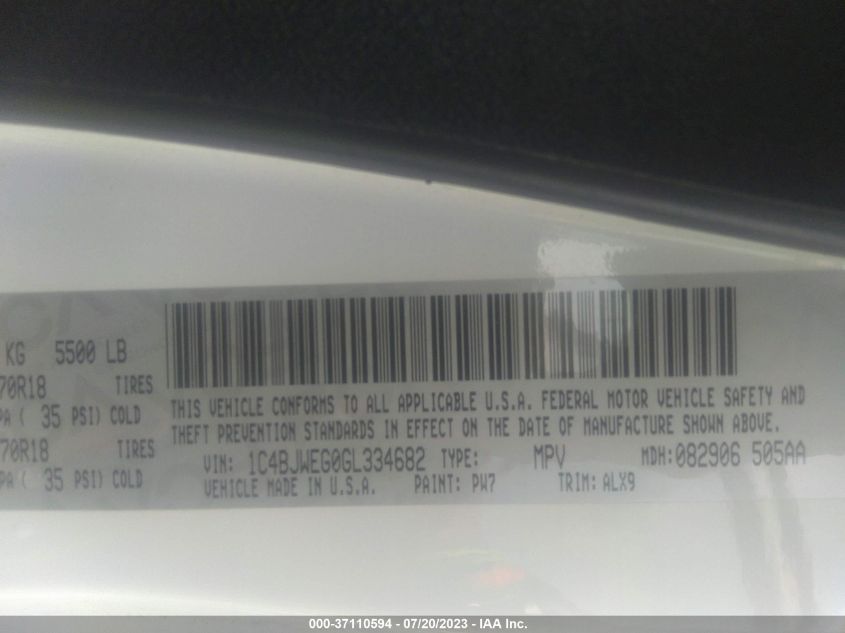 KG 5500 LB
70R18 TIRES
PA ( 35 PSI) COLD
70R18 TIRES
PA ( 35 PSI) COLD
THIS VEHICLE CONFORMS TO ALL APPLICABLE U.S.A. FEDERAL MOTOR VEHICLE SAFETY AND
THEFT PREVENTION STANDARDS IN EFFECT ON THE DATE OF MANUFACTURE SHOWN ABOVE.
VIN: 1C4BJWEG0GL334682 TYPE: MPV MDH:082906 505AA
VEHICLE MADE IN U.S.A. PAINT: PW7 TRIM: ALX9
000-37110594 - 07/20/2023 - IAA Inc.